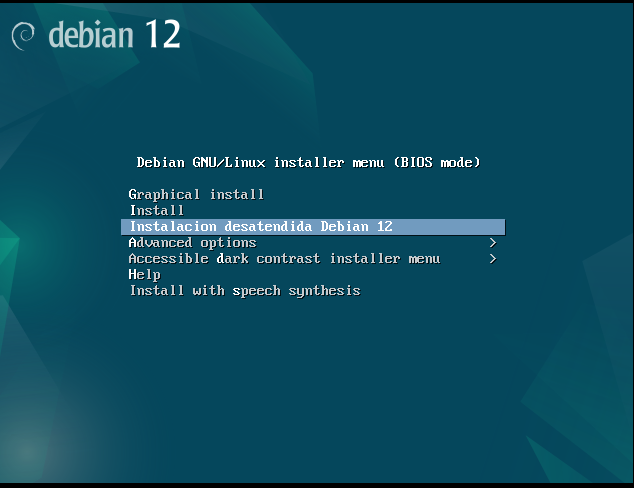 debian 12
Debian GNU/Linux installer menu (BIOS mode)
Graphical install
Install
Instalacion desatendida Debian 12
Advanced options >
Accessible dark contrast installer menu >
Help
Install with speech synthesis